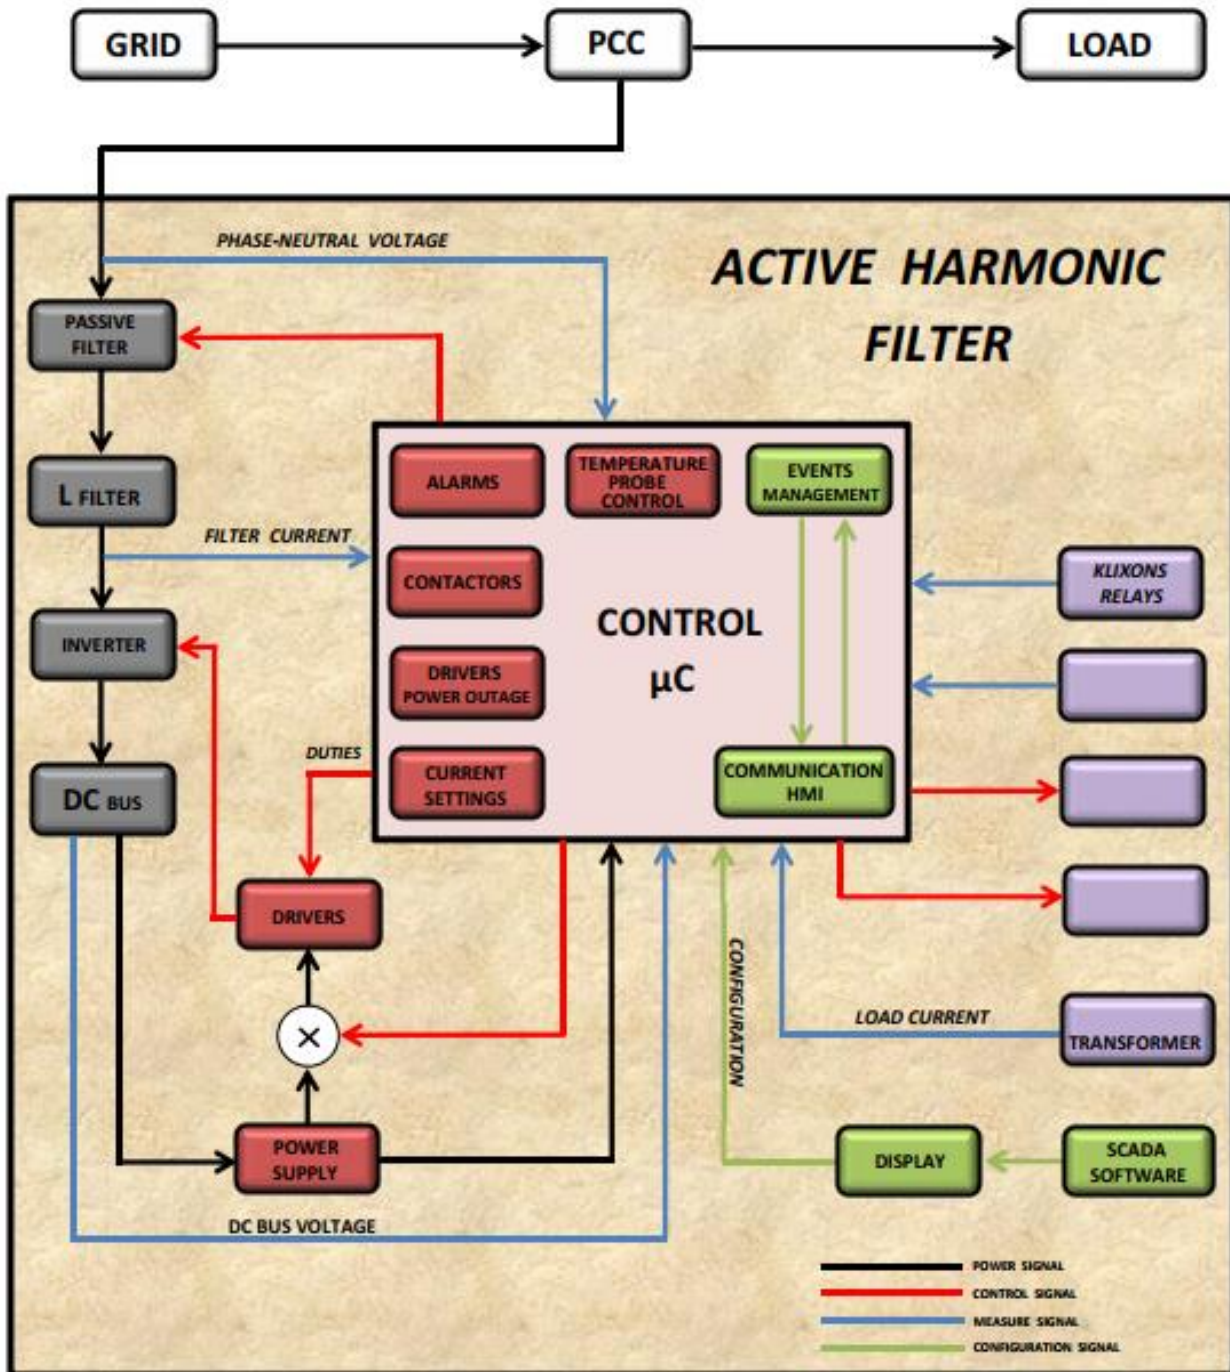 GRID
PCC
LOAD
PHASE-NEUTRAL VOLTAGE
ACTIVE HARMONIC
FILTER
PASSIVE
FILTER
L FILTER
FILTER CURRENT
INVERTER
DC BUS
ALARMS
TEMPERATURE
PROBE
CONTROL
EVENTS
MANAGEMENT
CONTACTORS
CONTROL
µC
DRIVERS
POWER OUTAGE
DUTIES
CURRENT
SETTINGS
COMMUNICATION
HMI
KLIXONS
RELAYS
DRIVERS
×
CONFIGURATION
LOAD CURRENT
TRANSFORMER
POWER
SUPPLY
DISPLAY
SCADA
SOFTWARE
DC BUS VOLTAGE
POWER SIGNAL
CONTROL SIGNAL
MEASURE SIGNAL
CONFIGURATION SIGNAL